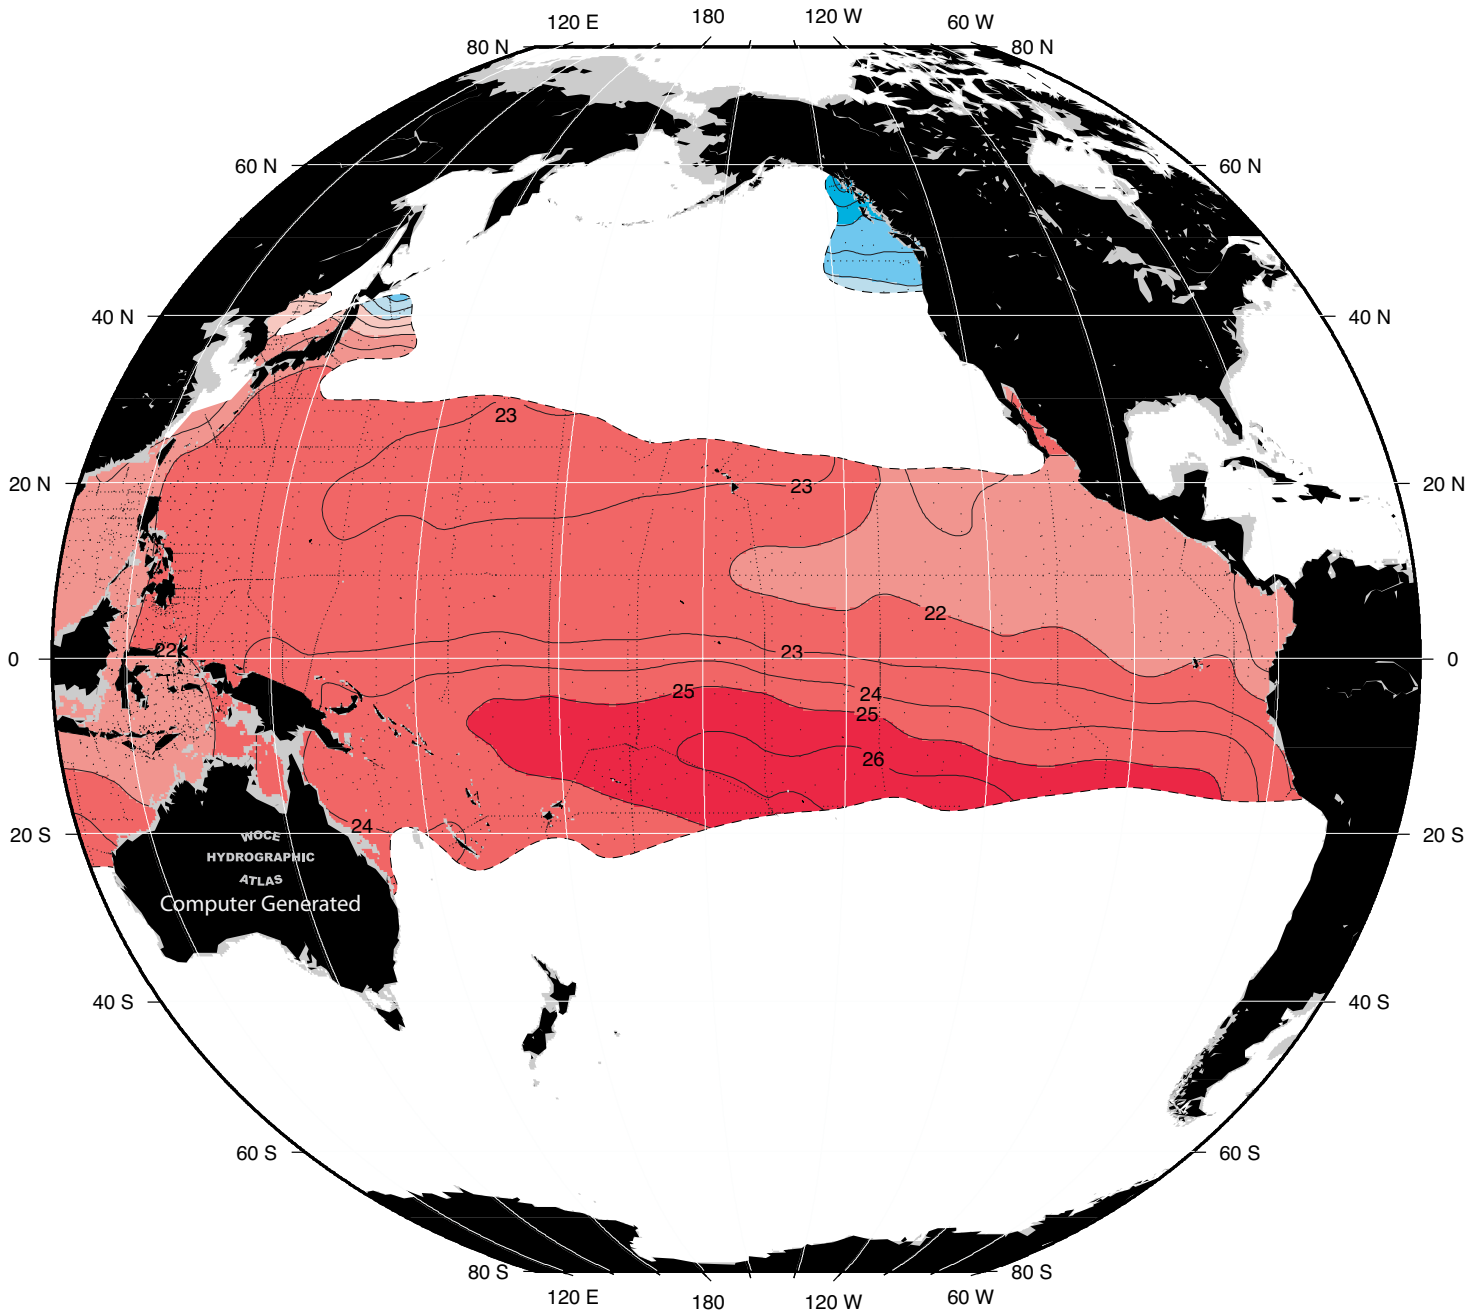 120 E 180 120 W 60 W
80 N 80 N
60 N 60 N
40 N 40 N
23
20 N 23 20 N
22
22 23
0 0
25 24
25
26
24
20 S 20 S
WOCE
HYDROGRAPHIC
ATLAS
Computer Generated
40 S 40 S
60 S 60 S
80 S 80 S
120 E 180 120 W 60 W